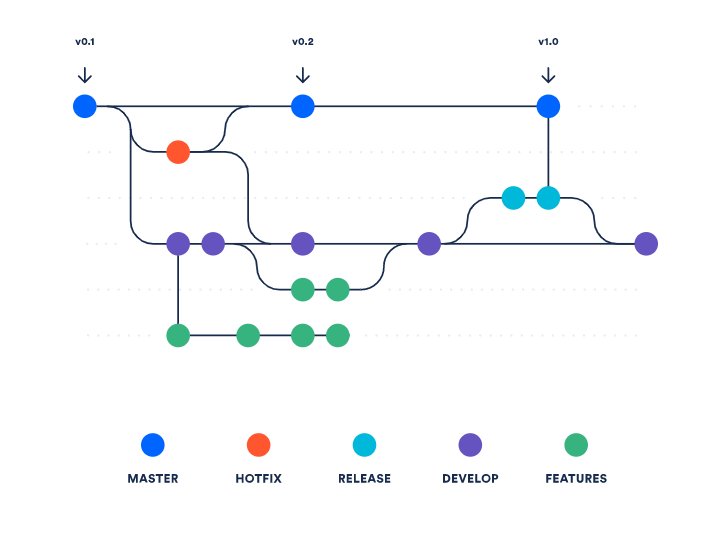 v0.1 v0.2 v1.0
MASTER HOTFIX RELEASE DEVELOP FEATURES